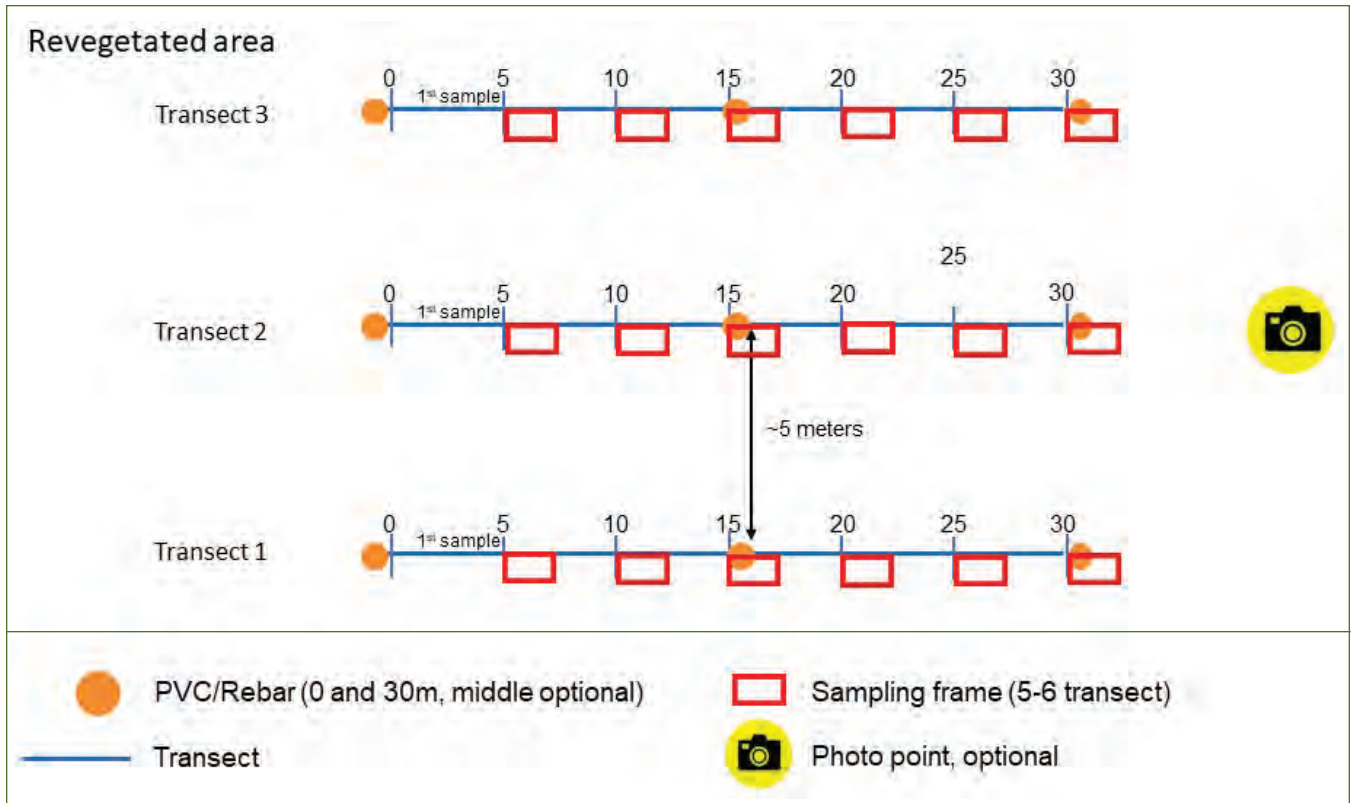 Revegetated area
0 5 10 15 20 25 30
1st sample
Transect 3
25
0 5 10 15 20 30
1st sample
Transect 2
~5 meters
0 5 10 15 20 25 30
1st sample
Transect 1
PVC/Rebar (0 and 30m, middle optional)
Sampling frame (5-6 transect)
Transect
Photo point, optional